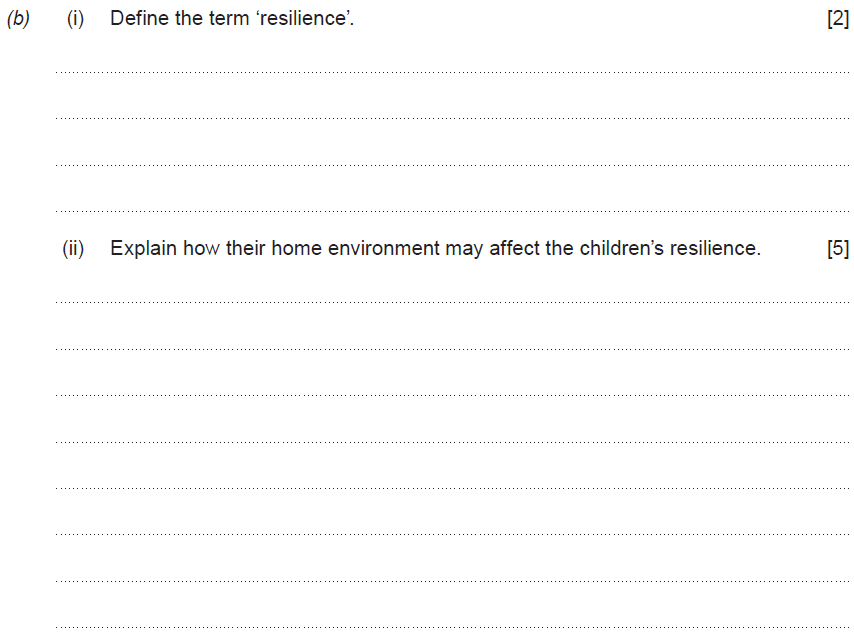 (b) (i) Define the term ‘resilience’. [2]
(ii) Explain how their home environment may affect the children’s resilience. [5]